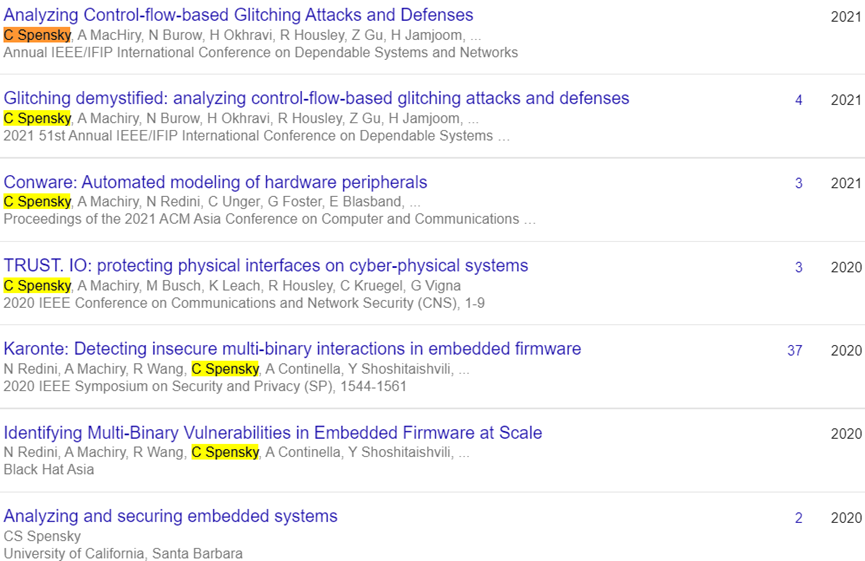 Analyzing Control-flow-based Glitching Attacks and Defenses 2021
C Spensky, A MacHiry, N Burow, H Okhravi, R Housley, Z Gu, H Jamjoom, ...
Annual IEEE/IFIP International Conference on Dependable Systems and Networks
Glitching demystified: analyzing control-flow-based glitching attacks and defenses 4 2021
C Spensky, A Machiry, N Burow, H Okhravi, R Housley, Z Gu, H Jamjoom, ...
2021 51st Annual IEEE/IFIP International Conference on Dependable Systems ...
Conware: Automated modeling of hardware peripherals 3 2021
C Spensky, A Machiry, N Redini, C Unger, G Foster, E Blasband, ...
Proceedings of the 2021 ACM Asia Conference on Computer and Communications ...
TRUST. IO: protecting physical interfaces on cyber-physical systems 3 2020
C Spensky, A Machiry, M Busch, K Leach, R Housley, C Kruegel, G Vigna
2020 IEEE Conference on Communications and Network Security (CNS), 1-9
Karonte: Detecting insecure multi-binary interactions in embedded firmware 37 2020
N Redini, A Machiry, R Wang, C Spensky, A Continella, Y Shoshitaishvili, ...
2020 IEEE Symposium on Security and Privacy (SP), 1544-1561
Identifying Multi-Binary Vulnerabilities in Embedded Firmware at Scale 2020
N Redini, A Machiry, R Wang, C Spensky, A Continella, Y Shoshitaishvili, ...
Black Hat Asia
Analyzing and securing embedded systems 2 2020
CS Spensky
University of California, Santa Barbara